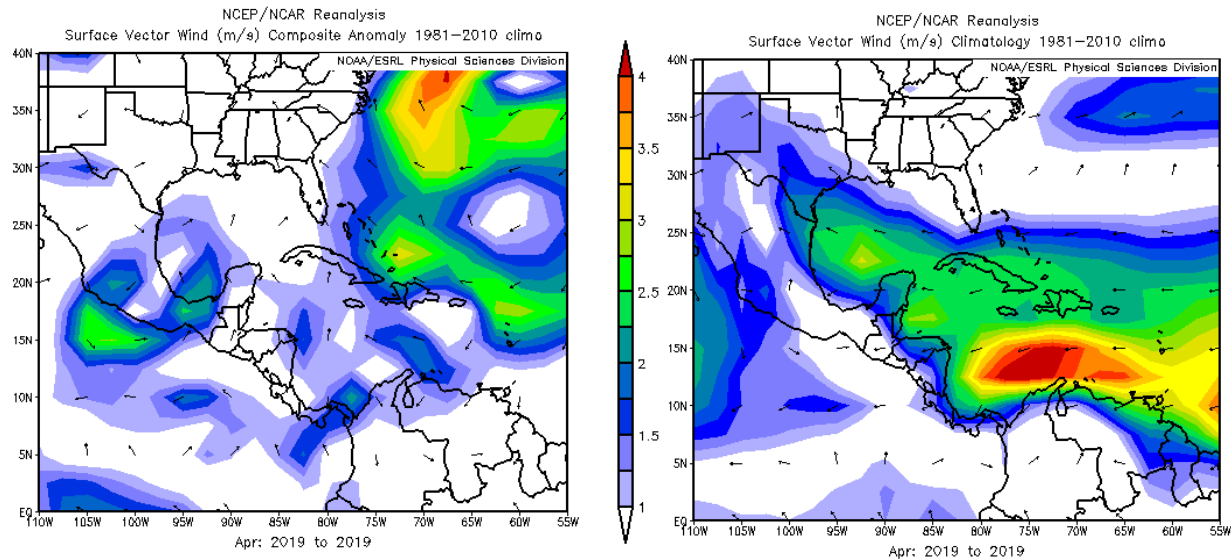 NCEP/NCAR Reanalysis
Surface Vector Wind (m/s) Composite Anomaly 1981-2010 climo
NOAA/ESRL Physical Sciences Division
40N
35N
30N
25N
20N
15N
10N
5N
EQ
110W 105W 100W 95W 90W 85W 80W 75W 70W 65W 60W 55W
Apr: 2019 to 2019
4
3.5
3
2.5
2
1.5
1
NCEP/NCAR Reanalysis
Surface Vector Wind (m/s) Climatology 1981-2010 climo
NOAA/ESRL Physical Sciences Division
40N
35N
30N
25N
20N
15N
10N
5N
EQ
110W 105W 100W 95W 90W 85W 80W 75W 70W 65W 60W 55W
Apr: 2019 to 2019